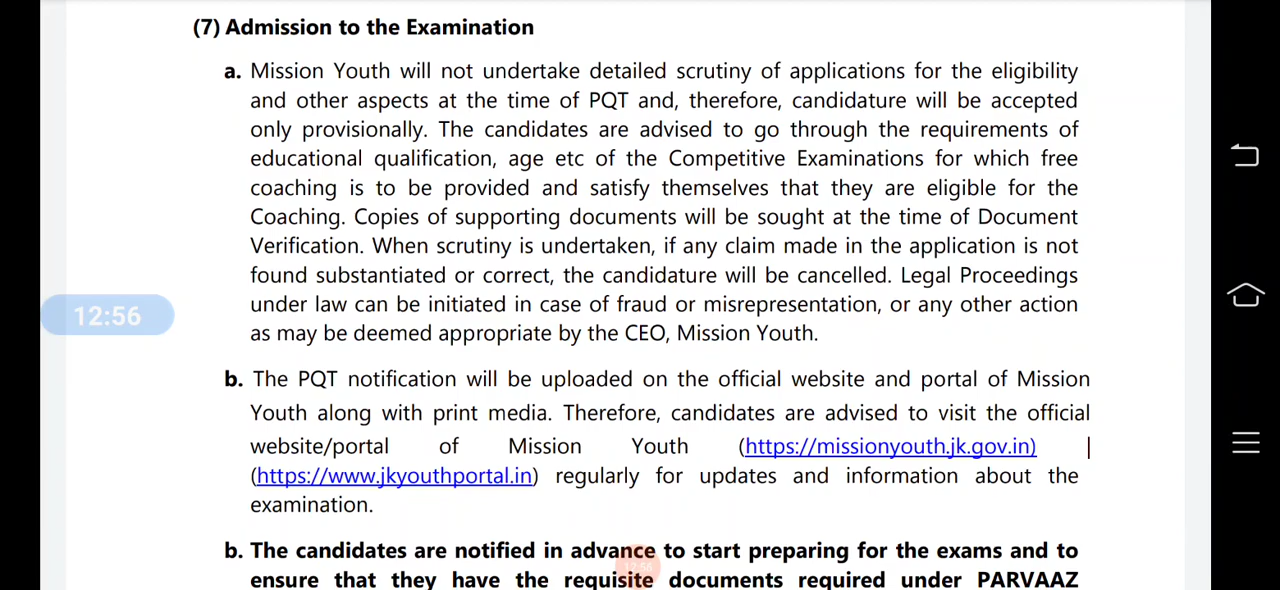 (7) Admission to the Examination
a. Mission Youth will not undertake detailed scrutiny of applications for the eligibility
and other aspects at the time of PQT and, therefore, candidature will be accepted
only provisionally. The candidates are advised to go through the requirements of
educational qualification, age etc of the Competitive Examinations for which free
coaching is to be provided and satisfy themselves that they are eligible for the
Coaching. Copies of supporting documents will be sought at the time of Document
Verification. When scrutiny is undertaken, if any claim made in the application is not
found substantiated or correct, the candidature will be cancelled. Legal Proceedings
under law can be initiated in case of fraud or misrepresentation, or any other action
12:56
as may be deemed appropriate by the CEO, Mission Youth.
b. The PQT notification will be uploaded on the official website and portal of Mission
Youth along with print media. Therefore, candidates are advised to visit the official
website/portal of Mission Youth (https://missionyouth.jk.gov.in) |
(https://www.jkyouthportal.in) regularly for updates and information about the
examination.
b. The candidates are notified in advance to start preparing for the exams and to
12:56
ensure that they have the requisite documents required under PARVAAZ